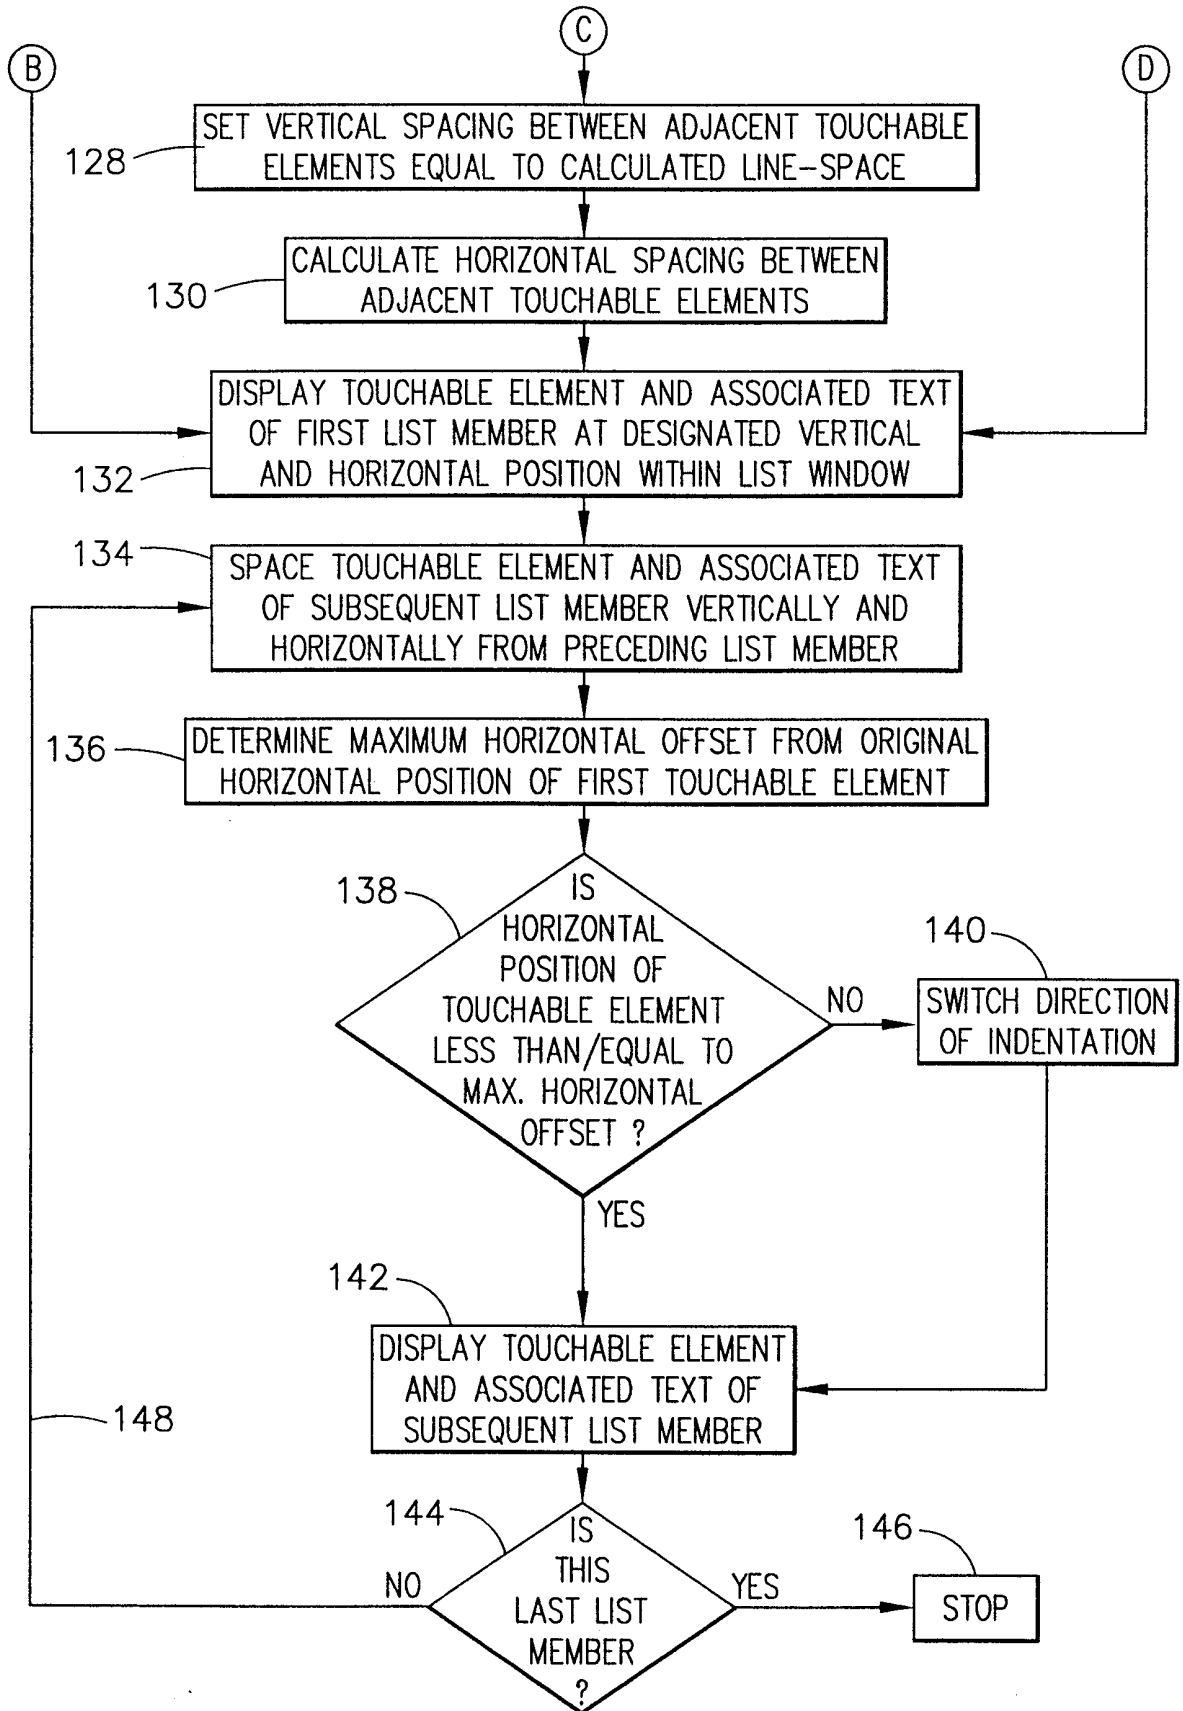 C
B
D
SET VERTICAL SPACING BETWEEN ADJACENT TOUCHABLE
ELEMENTS EQUAL TO CALCULATED LINE-SPACE
128
CALCULATE HORIZONTAL SPACING BETWEEN
ADJACENT TOUCHABLE ELEMENTS
130
DISPLAY TOUCHABLE ELEMENT AND ASSOCIATED TEXT
OF FIRST LIST MEMBER AT DESIGNATED VERTICAL
AND HORIZONTAL POSITION WITHIN LIST WINDOW
132
134
SPACE TOUCHABLE ELEMENT AND ASSOCIATED TEXT
OF SUBSEQUENT LIST MEMBER VERTICALLY AND
HORIZONTALLY FROM PRECEDING LIST MEMBER
136
DETERMINE MAXIMUM HORIZONTAL OFFSET FROM ORIGINAL
HORIZONTAL POSITION OF FIRST TOUCHABLE ELEMENT
138
IS
HORIZONTAL
POSITION OF
TOUCHABLE ELEMENT
LESS THAN/EQUAL TO
MAX. HORIZONTAL
OFFSET ?
NO
140
SWITCH DIRECTION
OF INDENTATION
YES
142
DISPLAY TOUCHABLE ELEMENT
AND ASSOCIATED TEXT OF
SUBSEQUENT LIST MEMBER
148
144
IS
THIS
LAST LIST
MEMBER
?
NO
YES
146
STOP